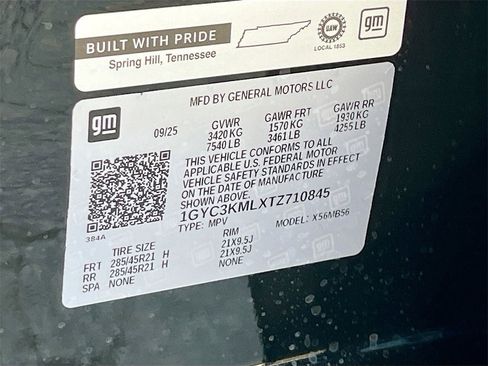 BUILT WITH PRIDE
Spring Hill, Tennessee
UAW
LOCAL 1853
gm
MFD BY GENERAL MOTORS LLC
gm
09/25
GVWR GAWR FRT GAWR RR
3420 KG 1570 KG 1930 KG
7540 LB 3461 LB 4255 LB
THIS VEHICLE CONFORMS TO ALL
APPLICABLE U.S. FEDERAL MOTOR
VEHICLE SAFETY STANDARDS IN EFFECT
ON THE DATE OF MANUFACTURE
SHOWN ABOVE.
1GYC3KMLXTZ710845
TYPE: MPV MODEL: X56MB56
384A
TIRE SIZE RIM
FRT 285/45R21 H 21X9.5J
RR 285/45R21 H 21X9.5J
SPA NONE NONE